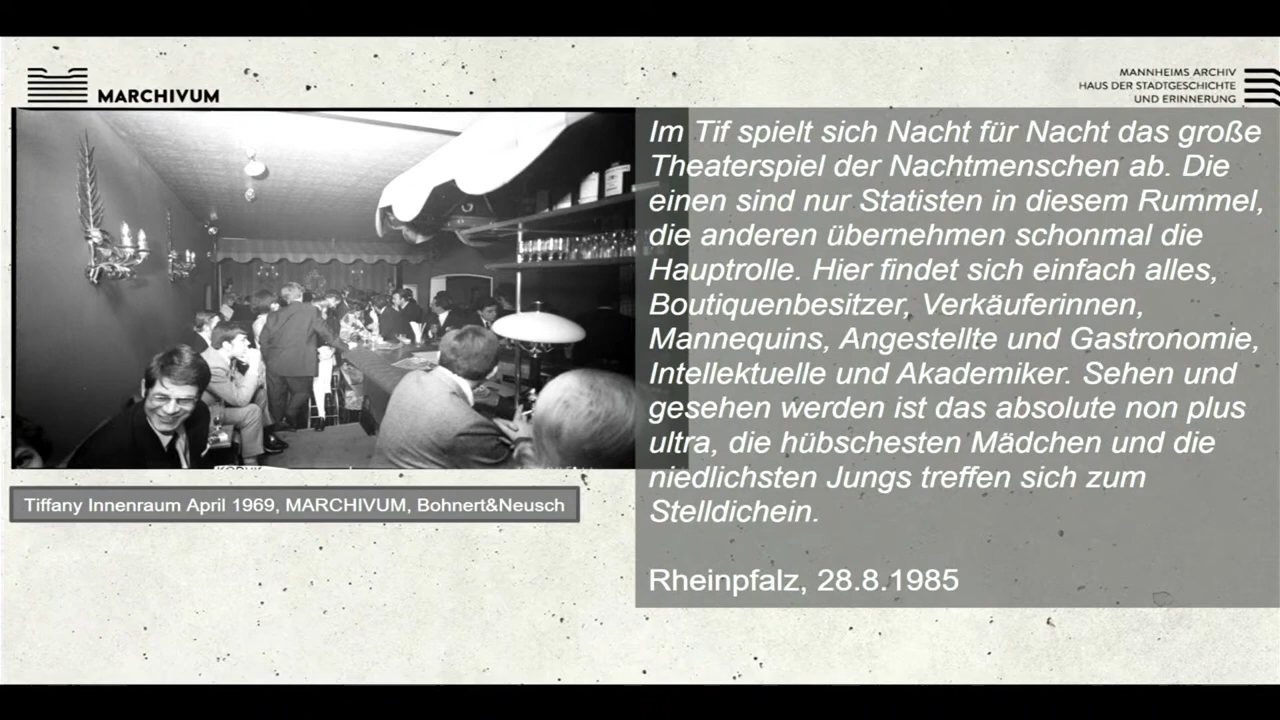 MARCHIVUM
MANNHEIMS ARCHIV
HAUS DER STADTGESCHICHTE
UND ERINNERUNG
Im Tif spielt sich Nacht für Nacht das große
Theaterspiel der Nachtmenschen ab. Die
einen sind nur Statisten in diesem Rummel,
die anderen übernehmen schonmal die
Hauptrolle. Hier findet sich einfach alles,
Boutiquenbesitzer, Verkäuferinnen,
Mannequins, Angestellte und Gastronomie,
Intellektuelle und Akademiker. Sehen und
gesehen werden ist das absolute non plus
ultra, die hübschesten Mädchen und die
niedlichsten Jungs treffen sich zum
Stelldichein.
Rheinpfalz, 28.8.1985
Tiffany Innenraum April 1969, MARCHIVUM, Bohnert&Neusch